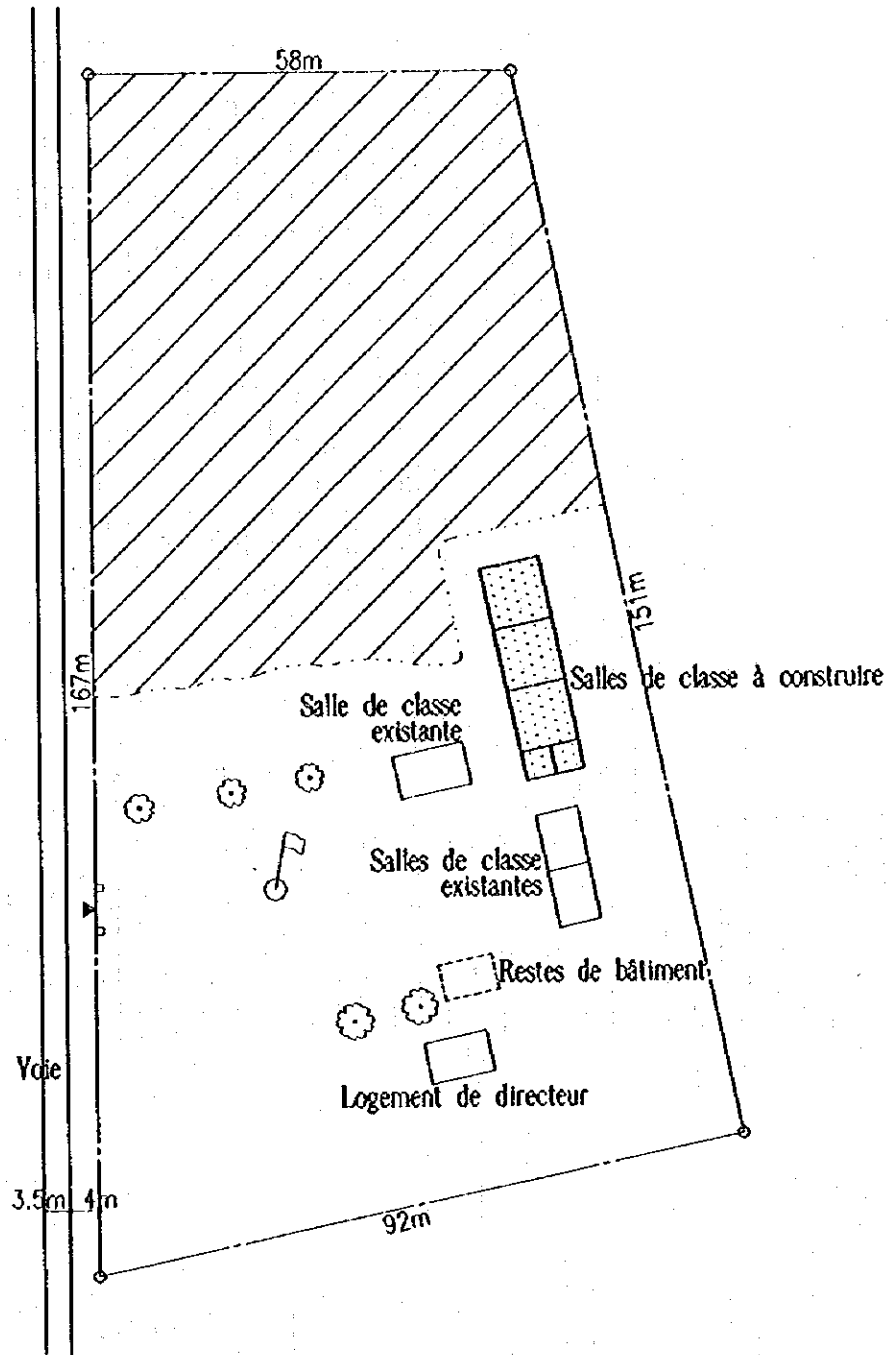 58m
151m
167m
Salles de classe à construire
Salle de classe
existante
Salles de classe
existantes
Restes de bâtiment
Voie
Logement de directeur
3.5m 4m
92m